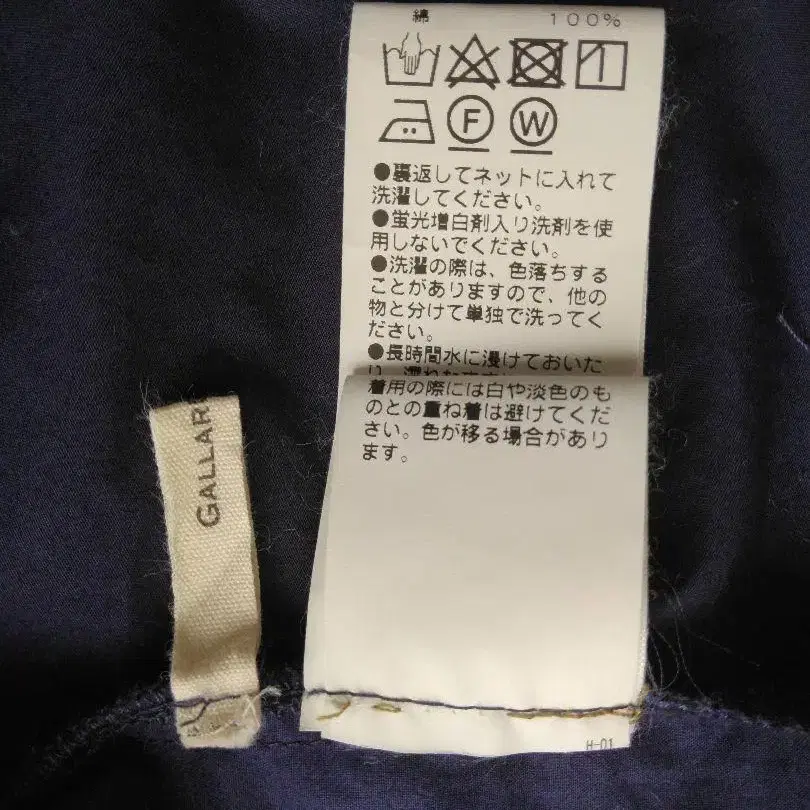 綿 100%
F W
●裏返してネットに入れて
洗濯してください。
●蛍光増白剤入り洗剤を使
用しないでください。
●洗濯の際は、色落ちする
ことがありますので、他の
物と分けて単独で洗ってく
ださい。
●長時間水に浸けておいた
着用の際には白や淡色のも
のとの重ね着は避けてくだ
さい。色が移る場合があり
ます。
GALLAR
H-01